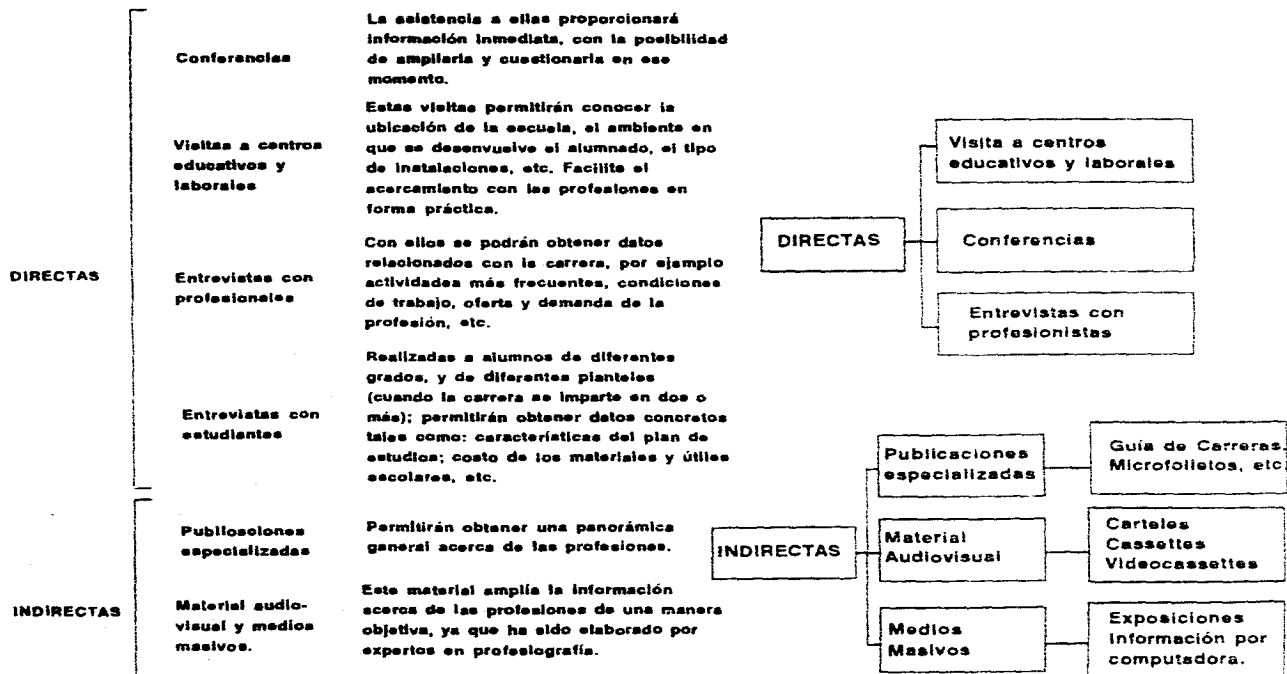 DIRECTAS
Conferencias
La asistencia a ellas proporcionará
información inmediata, con la posibilidad
de ampliarla y cuestionarla en ese
momento.
Visitas a centros
educativos y
laborales
Estas visitas permitirán conocer la
ubicación de la escuela, el ambiente en
que se desenvuelve el alumnado, el tipo
de instalaciones, etc. Facilita el
acercamiento con las profesiones en
forma práctica.
Entrevistas con
profesionales
Con ellos se podrán obtener datos
relacionados con la carrera, por ejemplo
actividades más frecuentes, condiciones
de trabajo, oferta y demanda de la
profesión, etc.
Entrevistas con
estudiantes
Realizadas a alumnos de diferentes
grados, y de diferentes planteles
(cuando la carrera se imparte en dos o
más); permitirán obtener datos concretos
tales como: características del plan de
estudios; costo de los materiales y útiles
escolares, etc.
INDIRECTAS
Publicaciones
especializadas
Permitirán obtener una panorámica
general acerca de las profesiones.
Material audio-
visual y medios
masivos.
Este material amplía la información
acerca de las profesiones de una manera
objetiva, ya que ha sido elaborado por
expertos en profesiografía.
DIRECTAS
Visita a centros
educativos y laborales
Conferencias
Entrevistas con
profesionistas
INDIRECTAS
Publicaciones
especializadas
Guía de Carreras.
Microfolletos, etc
Material
Audiovisual
Carteles
Cassettes
Videocassettes
Medios
Masivos
Exposiciones
Información por
computadora.